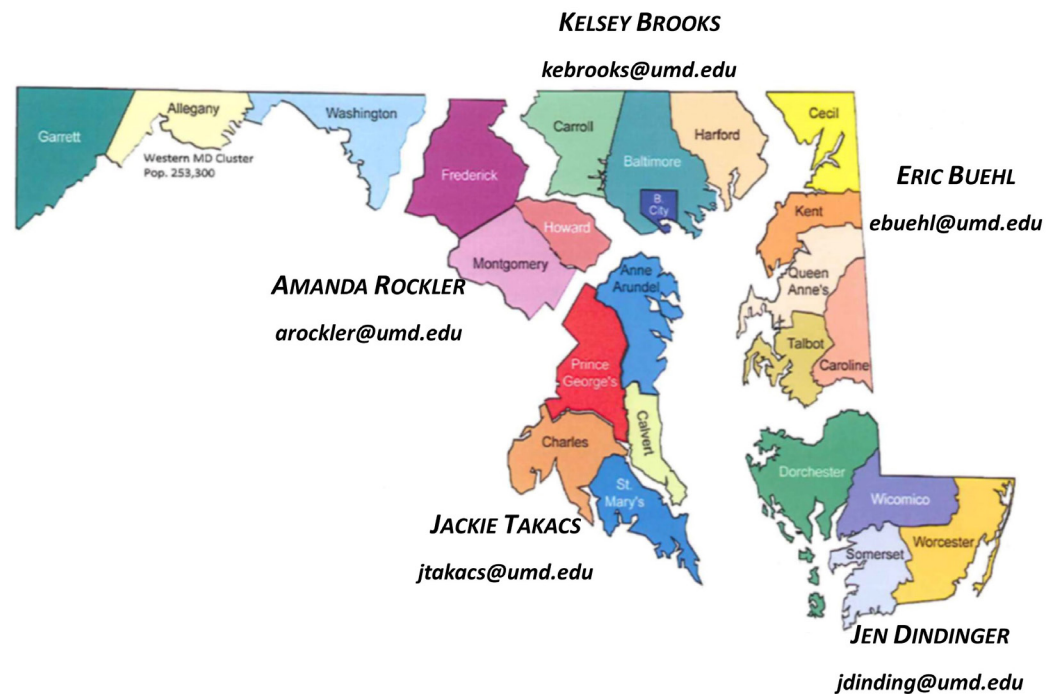 KELSEY BROOKS
kebrooks@umd.edu
Garrett
Allegany
Washington
Western MD Cluster
Pop. 253,300
Frederick
Carroll
Baltimore
B.
City
Harford
Cecil
ERIC BUEHL
ebuehl@umd.edu
Kent
Queen
Anne's
Talbot
Caroline
Howard
Montgomery
AMANDA ROCKLER
arockler@umd.edu
Anne
Arundel
Prince
George's
Calvert
Charles
St.
Mary's
JACKIE TAKACS
jtakacs@umd.edu
Dorchester
Wicomico
Somerset
Worcester
JEN DINDINGER
jdinding@umd.edu